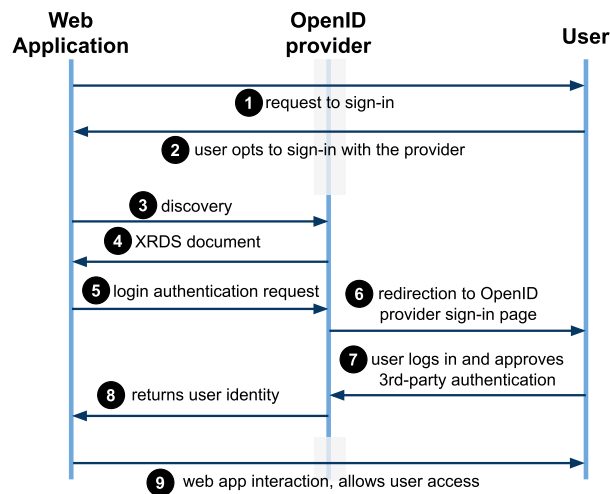 Web
Application
OpenID
provider
User
1 request to sign-in
2 user opts to sign-in with the provider
3 discovery
4 XRDS document
5 login authentication request
6 redirection to OpenID
provider sign-in page
7 user logs in and approves
3rd-party authentication
8 returns user identity
9 web app interaction, allows user access